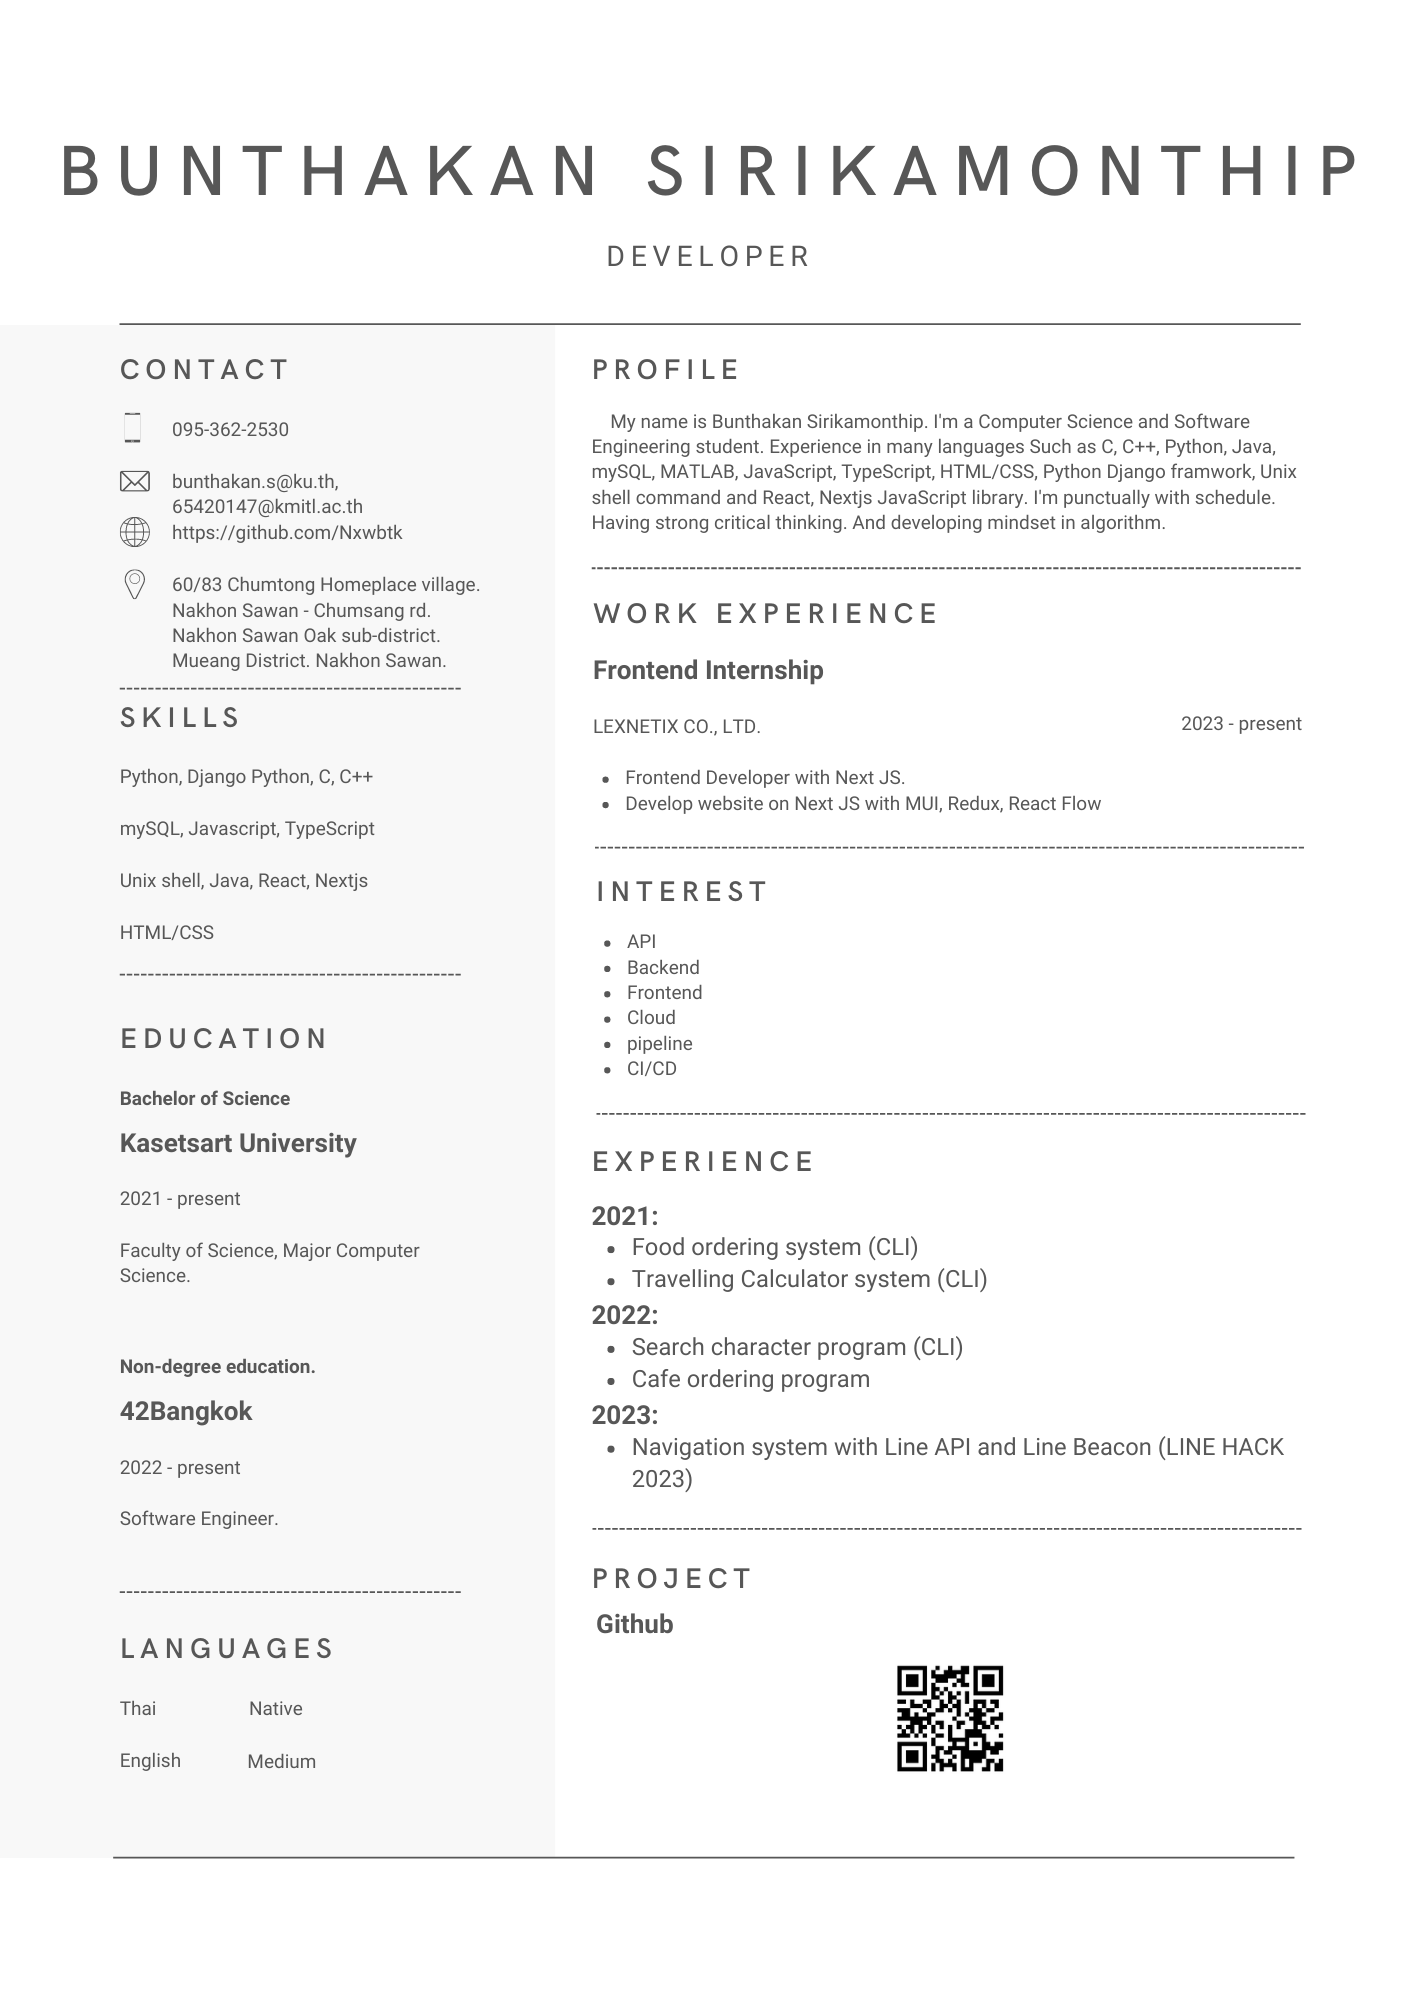 BUNTHAKAN SIRIKAMONTHIP
DEVELOPER
CONTACT
095-362-2530
bunthakan.s@ku.th,
65420147@kmitl.ac.th
https://github.com/Nxwbtk
60/83 Chumtong Homeplace village.
Nakhon Sawan - Chumsang rd.
Nakhon Sawan Oak sub-district.
Mueang District. Nakhon Sawan.
SKILLS
Python, Django Python, C, C++
mySQL, Javascript, TypeScript
Unix shell, Java, React, Nextjs
HTML/CSS
EDUCATION
Bachelor of Science
Kasetsart University
2021 - present
Faculty of Science, Major Computer
Science.
Non-degree education.
42Bangkok
2022 - present
Software Engineer.
LANGUAGES
Thai Native
English Medium
PROFILE
My name is Bunthakan Sirikamonthip. I'm a Computer Science and Software
Engineering student. Experience in many languages Such as C, C++, Python, Java,
mySQL, MATLAB, JavaScript, TypeScript, HTML/CSS, Python Django framwork, Unix
shell command and React, Nextjs JavaScript library. I'm punctually with schedule.
Having strong critical thinking. And developing mindset in algorithm.
WORK EXPERIENCE
Frontend Internship
LEXNETIX CO., LTD. 2023 - present
• Frontend Developer with Next JS.
• Develop website on Next JS with MUI, Redux, React Flow
INTEREST
• API
• Backend
• Frontend
• Cloud
• pipeline
• CI/CD
EXPERIENCE
2021:
• Food ordering system (CLI)
• Travelling Calculator system (CLI)
2022:
• Search character program (CLI)
• Cafe ordering program
2023:
• Navigation system with Line API and Line Beacon (LINE HACK
2023)
PROJECT
Github